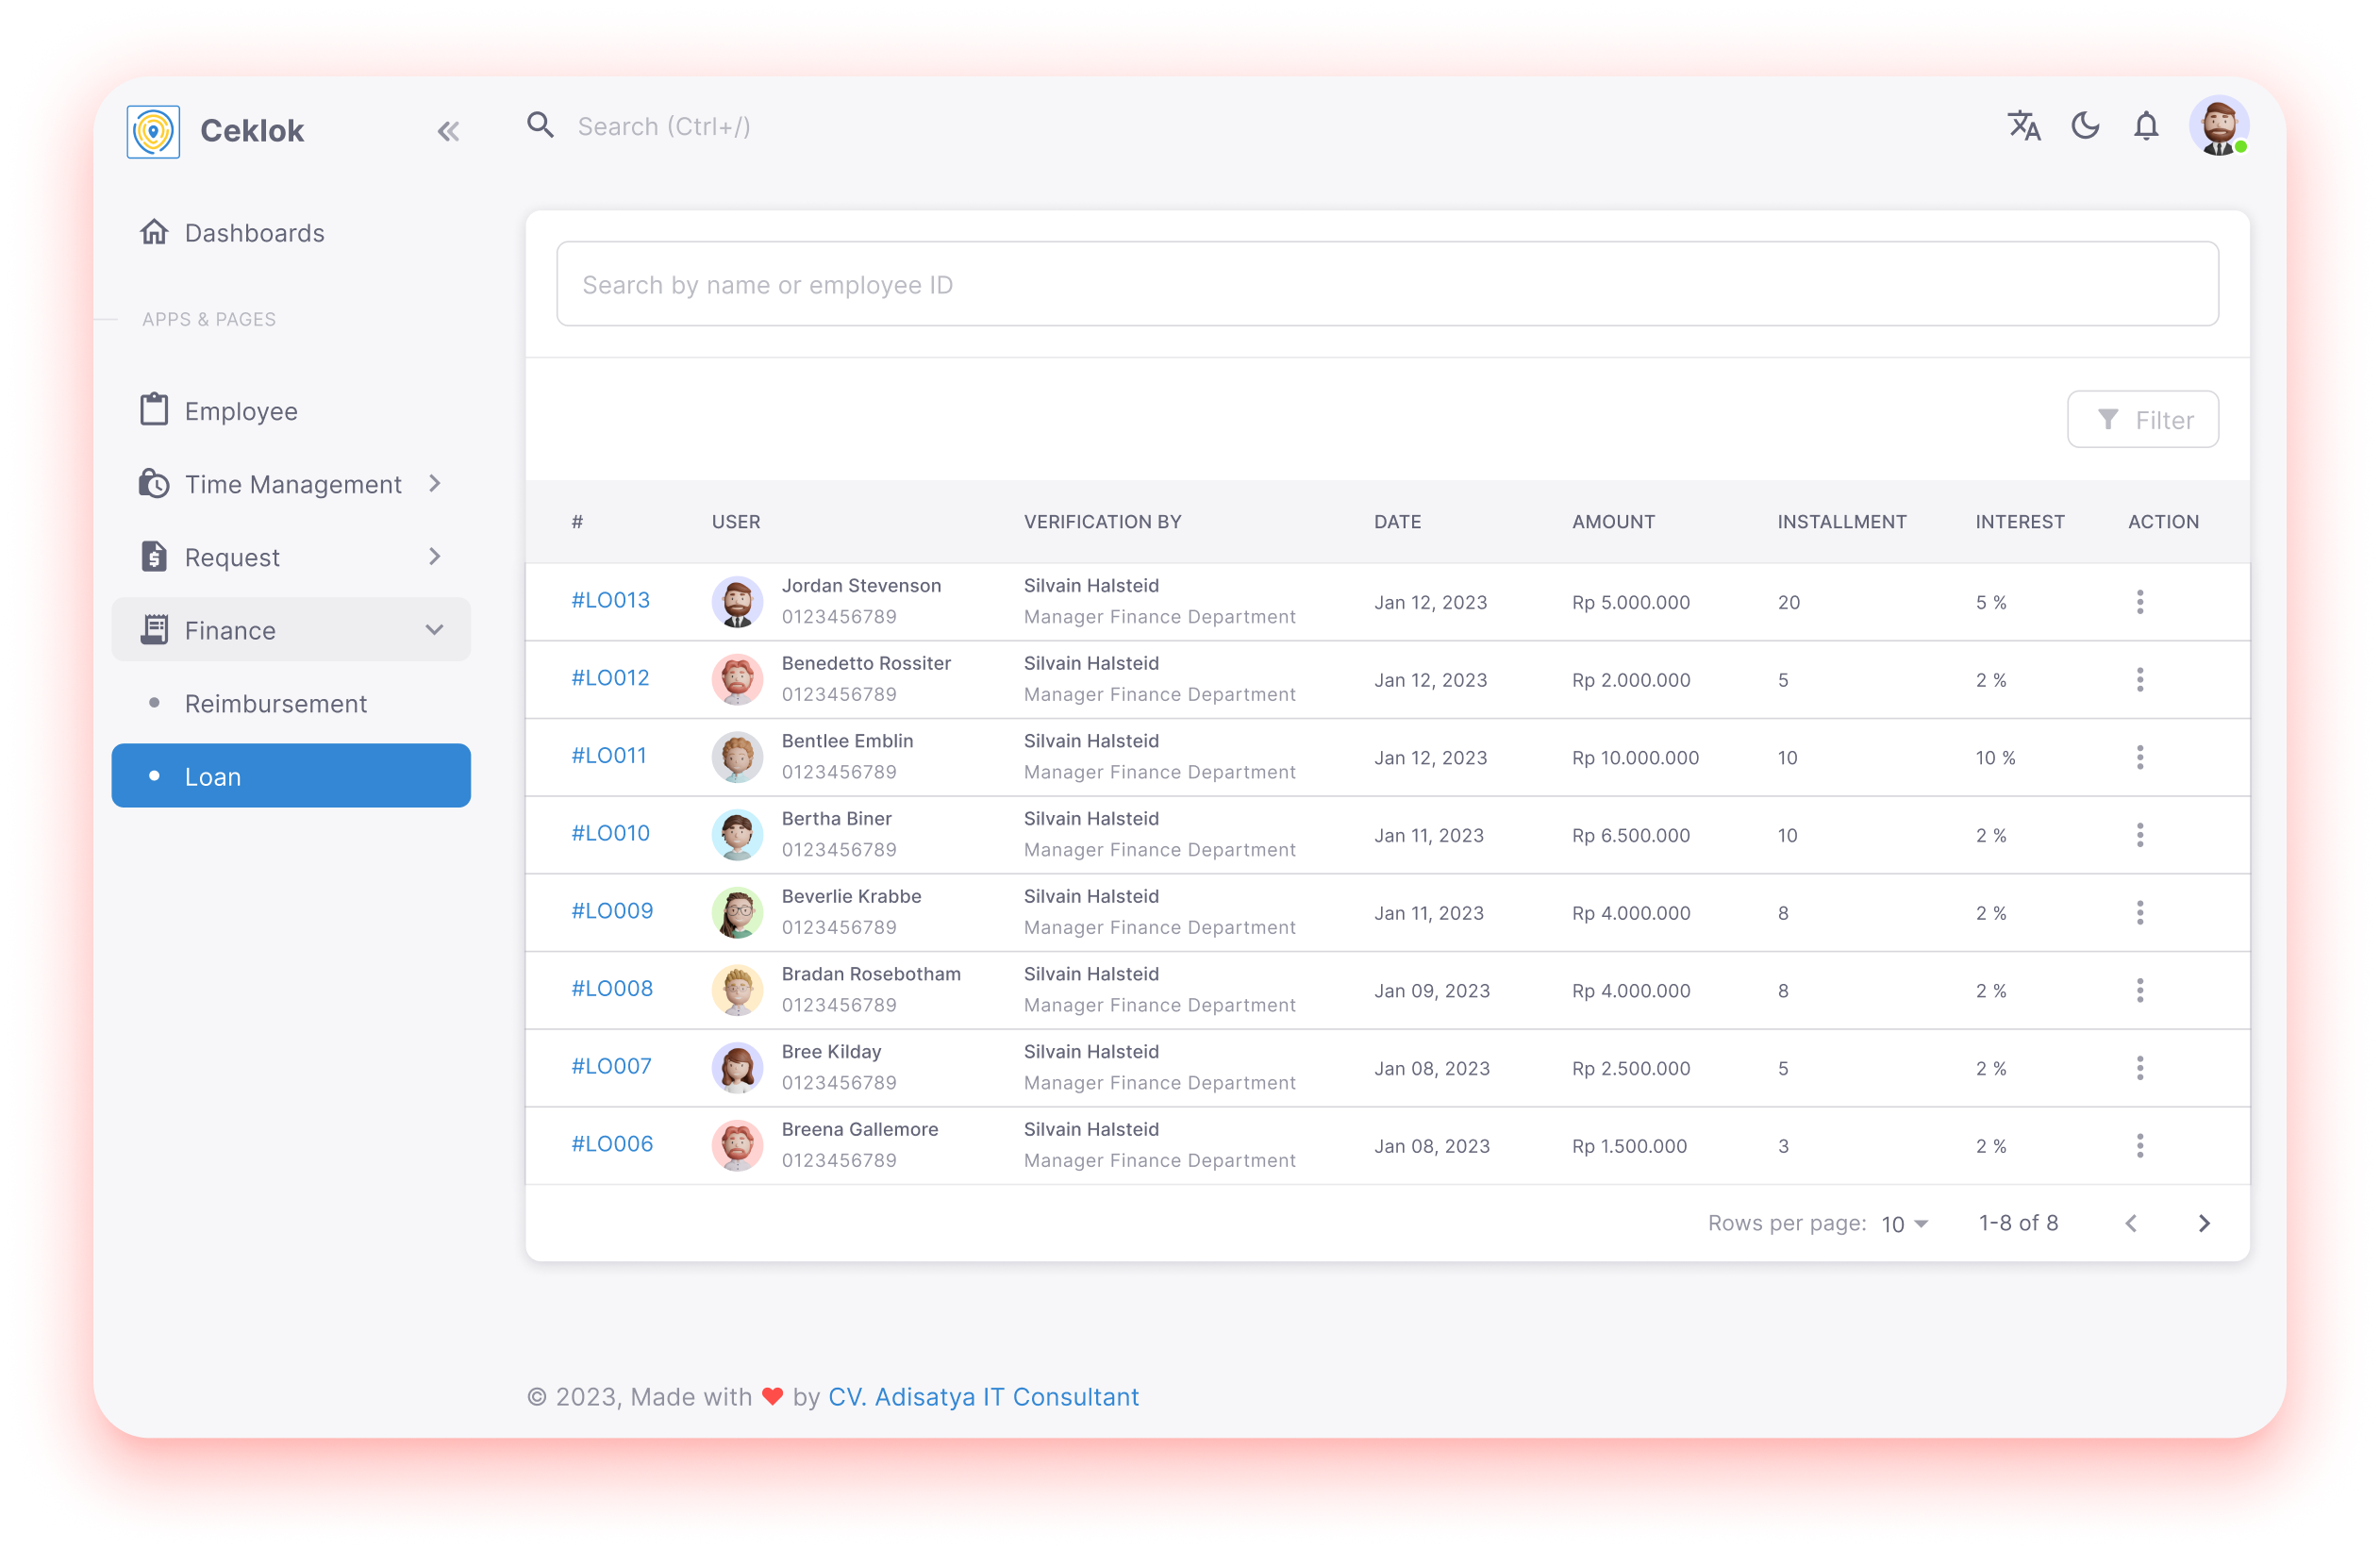 Ceklok
Search (Ctrl+/)
Dashboards
APPS & PAGES
Employee
Time Management
Request
Finance
Reimbursement
Loan
Search by name or employee ID
Filter
# USER VERIFICATION BY DATE AMOUNT INSTALLMENT INTEREST ACTION
#LO013 Jordan Stevenson Silvain Halsteid Jan 12, 2023 Rp 5.000.000 20 5 %
0123456789 Manager Finance Department
#LO012 Benedetto Rossiter Silvain Halsteid Jan 12, 2023 Rp 2.000.000 5 2 %
0123456789 Manager Finance Department
#LO011 Bentlee Emblin Silvain Halsteid Jan 12, 2023 Rp 10.000.000 10 10 %
0123456789 Manager Finance Department
#LO010 Bertha Biner Silvain Halsteid Jan 11, 2023 Rp 6.500.000 10 2 %
0123456789 Manager Finance Department
#LO009 Beverlie Krabbe Silvain Halsteid Jan 11, 2023 Rp 4.000.000 8 2 %
0123456789 Manager Finance Department
#LO008 Bradan Rosebotham Silvain Halsteid Jan 09, 2023 Rp 4.000.000 8 2 %
0123456789 Manager Finance Department
#LO007 Bree Kilday Silvain Halsteid Jan 08, 2023 Rp 2.500.000 5 2 %
0123456789 Manager Finance Department
#LO006 Breena Gallemore Silvain Halsteid Jan 08, 2023 Rp 1.500.000 3 2 %
0123456789 Manager Finance Department
Rows per page: 10 1-8 of 8
© 2023, Made with ❤ by CV. Adisatya IT Consultant